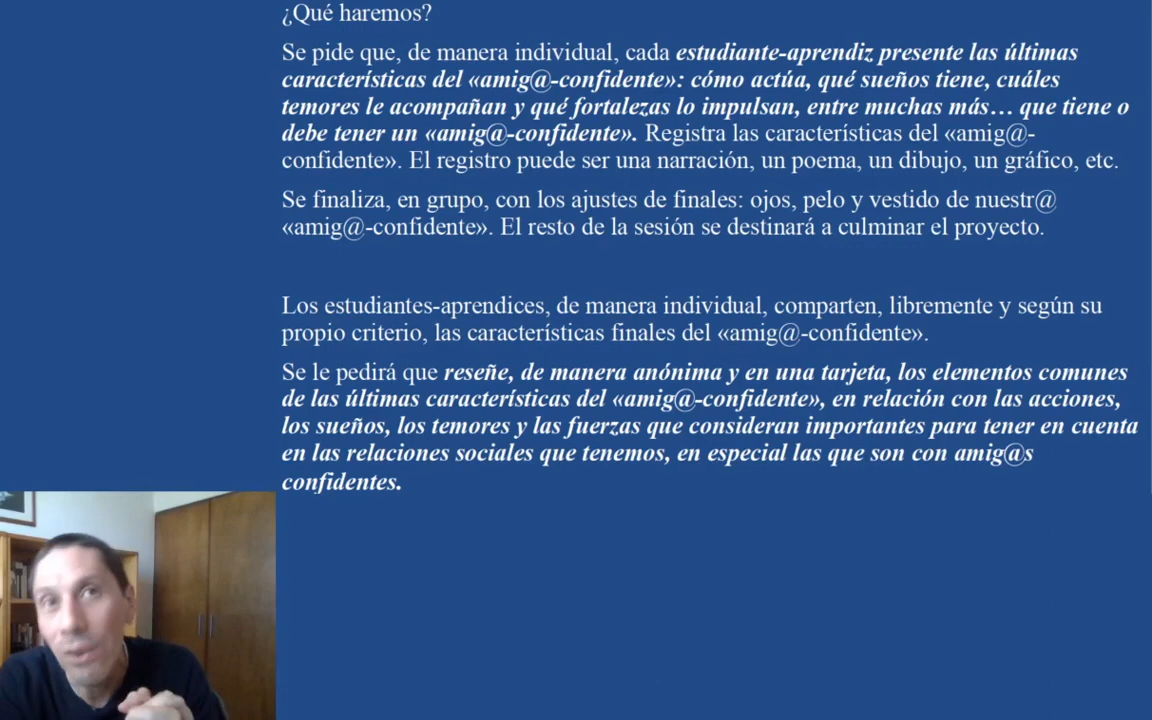 ¿Qué haremos?
Se pide que, de manera individual, cada estudiante-aprendiz presente las últimas
características del «amig@-confidente»: cómo actúa, qué sueños tiene, cuáles
temores le acompañan y qué fortalezas lo impulsan, entre muchas más… que tiene o
debe tener un «amig@-confidente». Registra las características del «amig@-
confidente». El registro puede ser una narración, un poema, un dibujo, un gráfico, etc.
Se finaliza, en grupo, con los ajustes de finales: ojos, pelo y vestido de nuestr@
«amig@-confidente». El resto de la sesión se destinará a culminar el proyecto.
Los estudiantes-aprendices, de manera individual, comparten, libremente y según su
propio criterio, las características finales del «amig@-confidente».
Se le pedirá que reseñe, de manera anónima y en una tarjeta, los elementos comunes
de las últimas características del «amig@-confidente», en relación con las acciones,
los sueños, los temores y las fuerzas que consideran importantes para tener en cuenta
en las relaciones sociales que tenemos, en especial las que son con amig@s
confidentes.